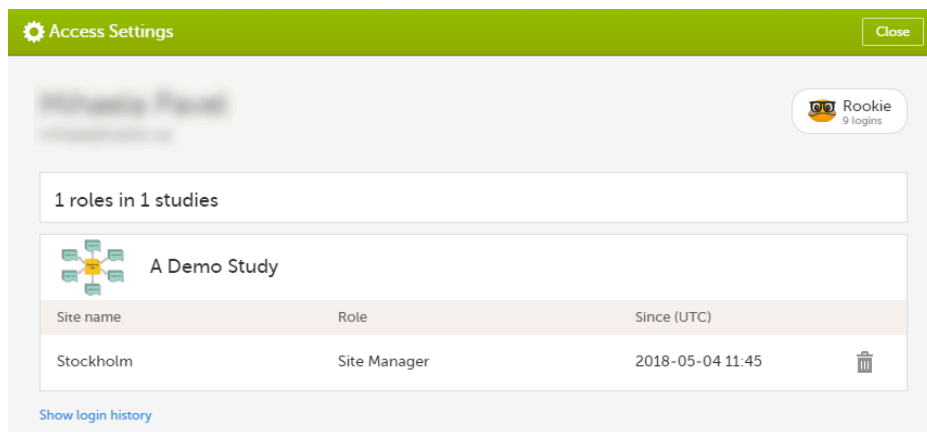 Access Settings
Close
Rookie
9 logins
1 roles in 1 studies
A Demo Study
Site name Role Since (UTC)
Stockholm Site Manager 2018-05-04 11:45
Show login history